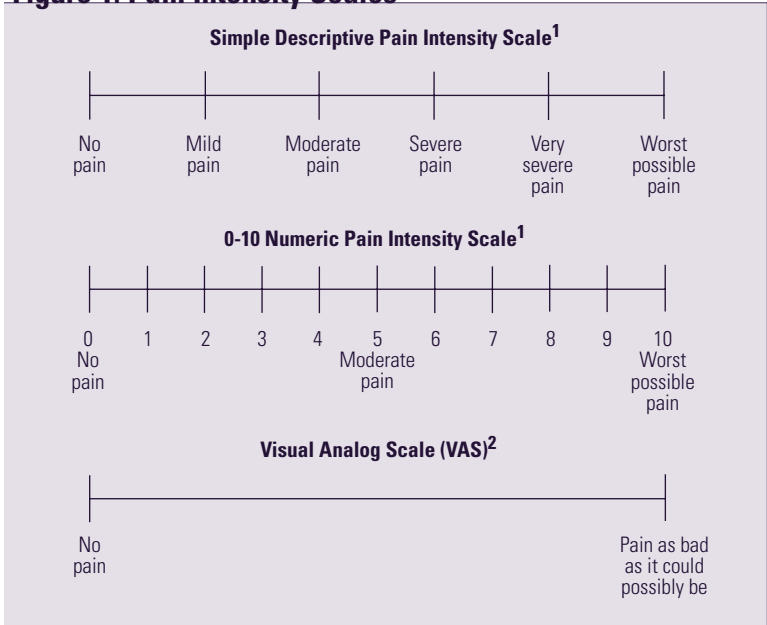 Figure 1. Pain Intensity Scales
Simple Descriptive Pain Intensity Scale1
No Mild Moderate Severe Very Worst
pain pain pain pain severe possible
pain pain
0-10 Numeric Pain Intensity Scale1
0 1 2 3 4 5 6 7 8 9 10
No Moderate Worst
pain pain possible
pain
Visual Analog Scale (VAS)2
No Pain as bad
pain as it could
possibly be